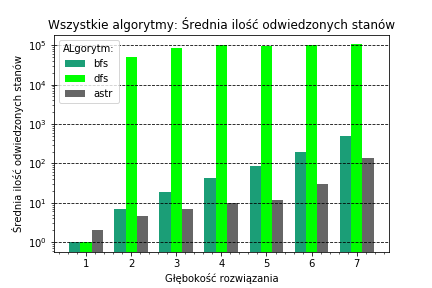 Wszystkie algorytmy: Średnia ilość odwiedzonych stanów
ALgorytm:
bfs
dfs
astr
Średnia ilość odwiedzonych stanów
10⁵
10⁴
10³
10²
10¹
10⁰
1 2 3 4 5 6 7
Głębokość rozwiązania